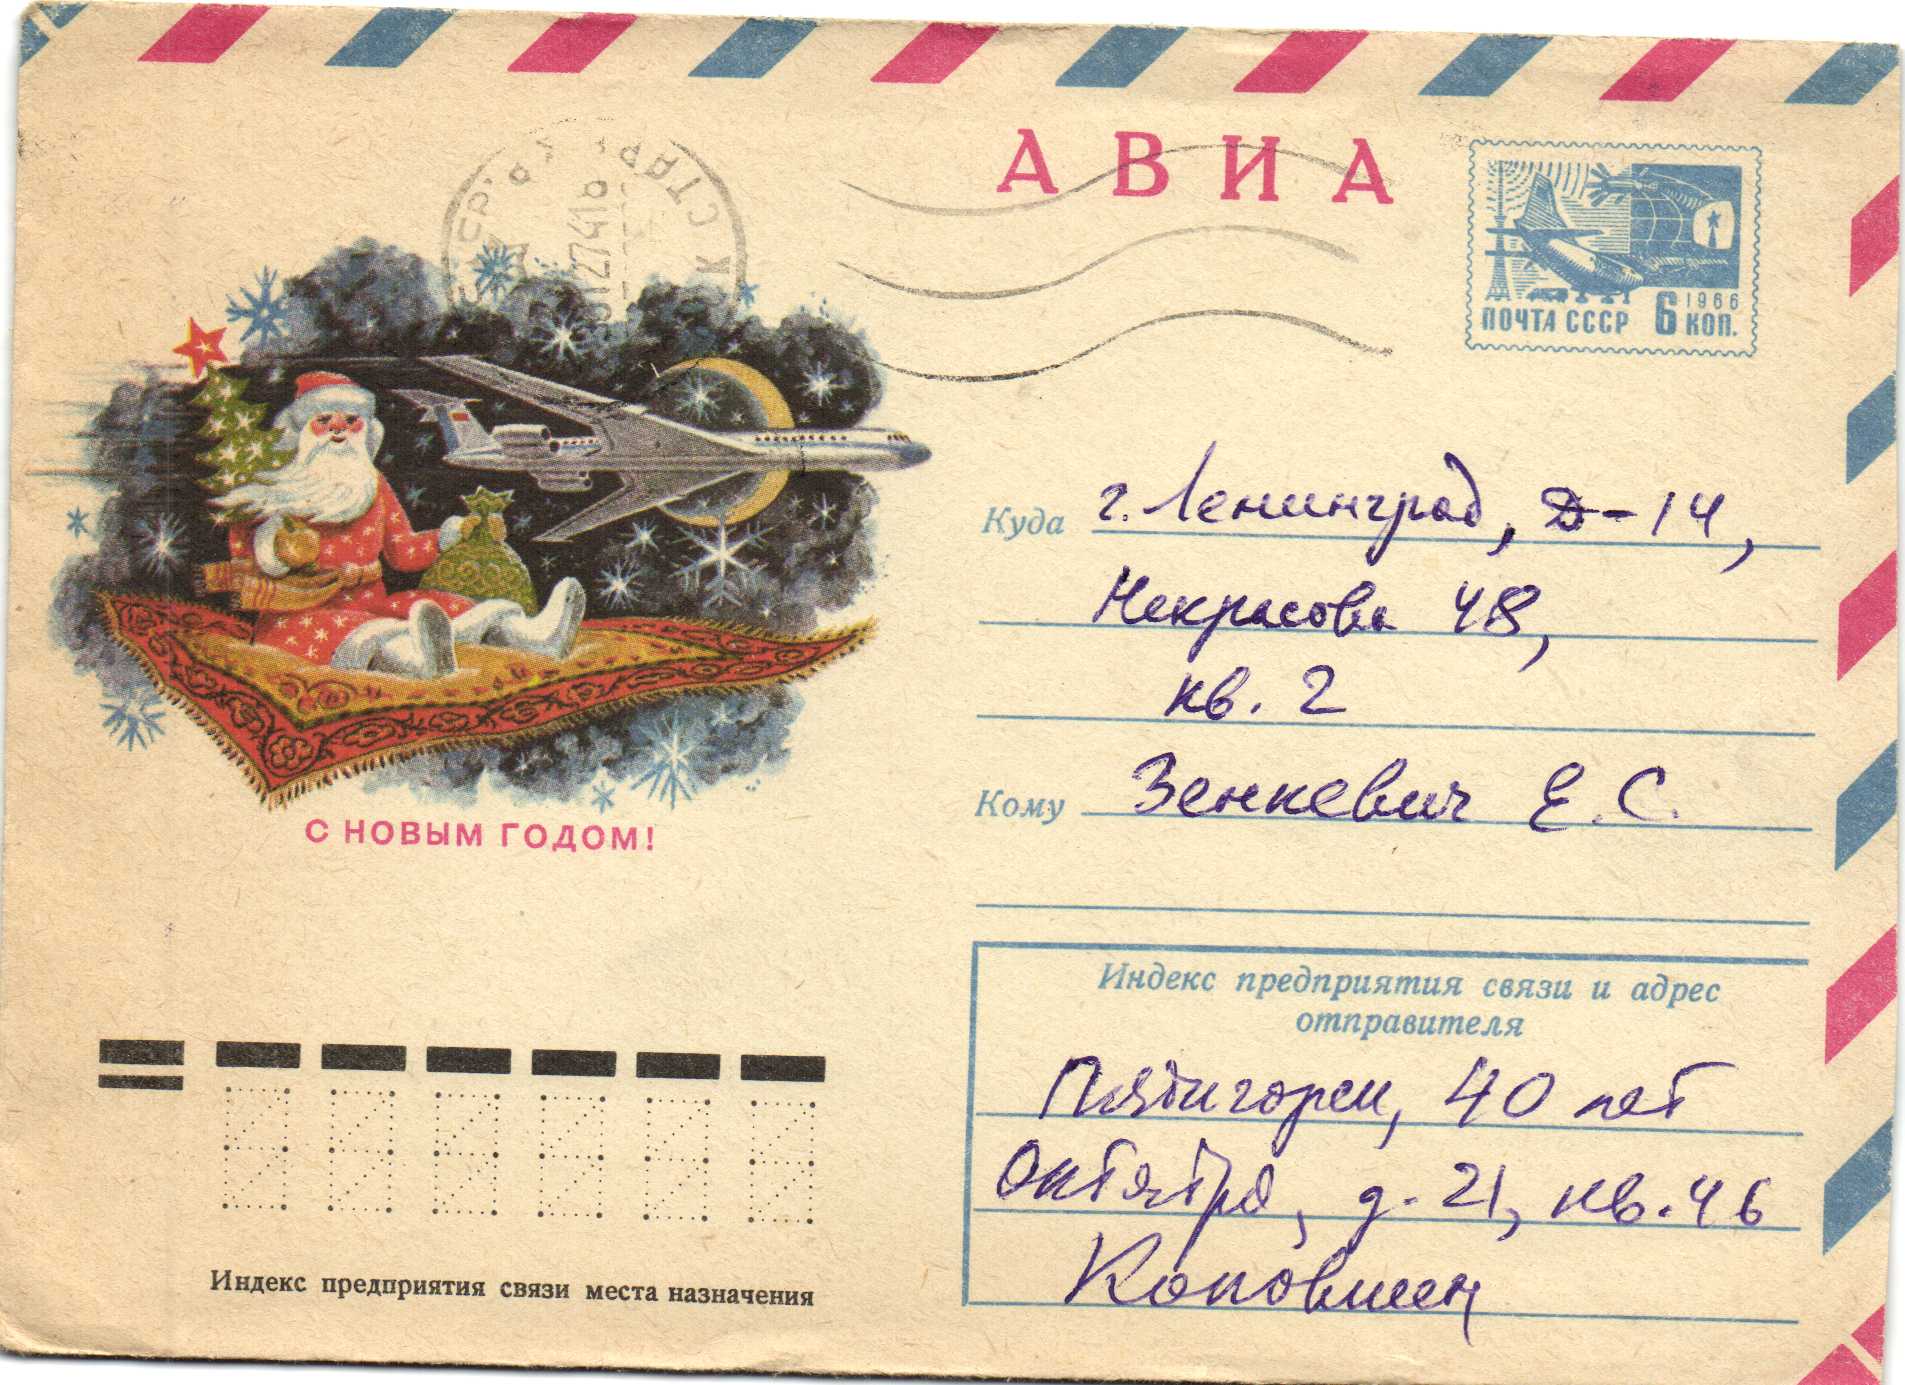 АВИА
1966
ПОЧТА СССР 6 КОП.
Куда г. Ленинград, Д-14,
Некрасова 48,
кв. 2
Кому Зенкевич Е. С.
С НОВЫМ ГОДОМ!
Индекс предприятия связи и адрес
отправителя
Пятигорск, 40 лет
Октября, д. 21, кв. 46
Индекс предприятия связи места назначения